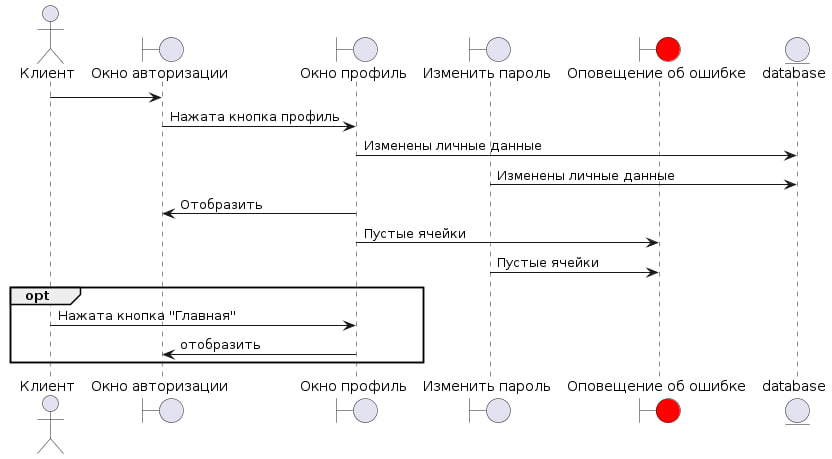 Клиент Окно авторизации Окно профиль Изменить пароль Оповещение об ошибке database
Нажата кнопка профиль
Изменены личные данные
Изменены личные данные
Отобразить
Пустые ячейки
Пустые ячейки
opt
Нажата кнопка "Главная"
отобразить
Клиент Окно авторизации Окно профиль Изменить пароль Оповещение об ошибке database